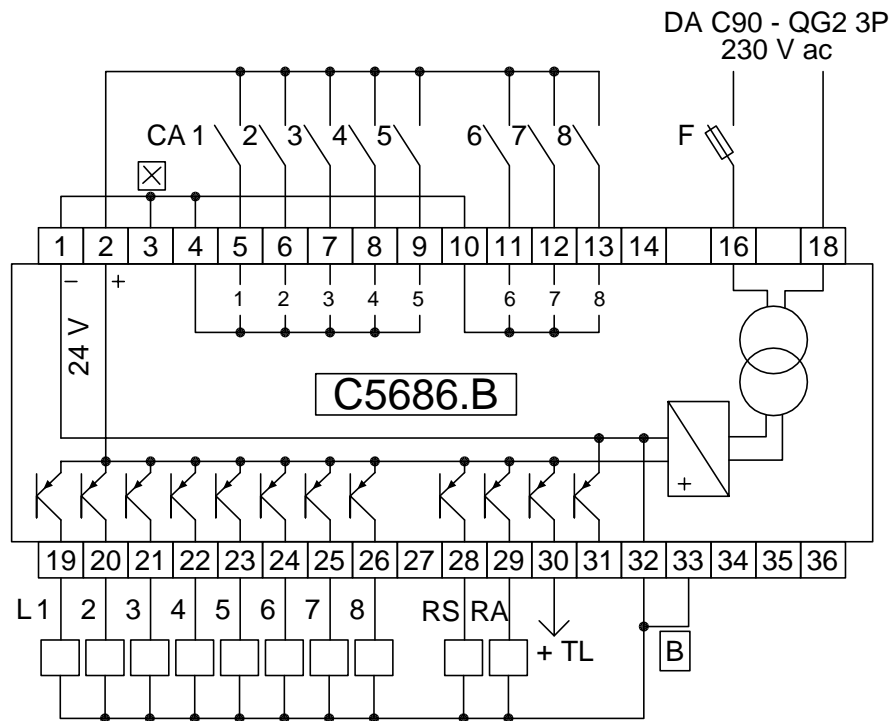 DA C90 - QG2 3P
230 V ac
CA 1 2 3 4 5 6 7 8 F
1 2 3 4 5 6 7 8 9 10 11 12 13 14 16 18
− +
1 2 3 4 5 6 7 8
24 V
C5686.B
+
19 20 21 22 23 24 25 26 27 28 29 30 31 32 33 34 35 36
L 1 2 3 4 5 6 7 8 RS RA
+ TL B